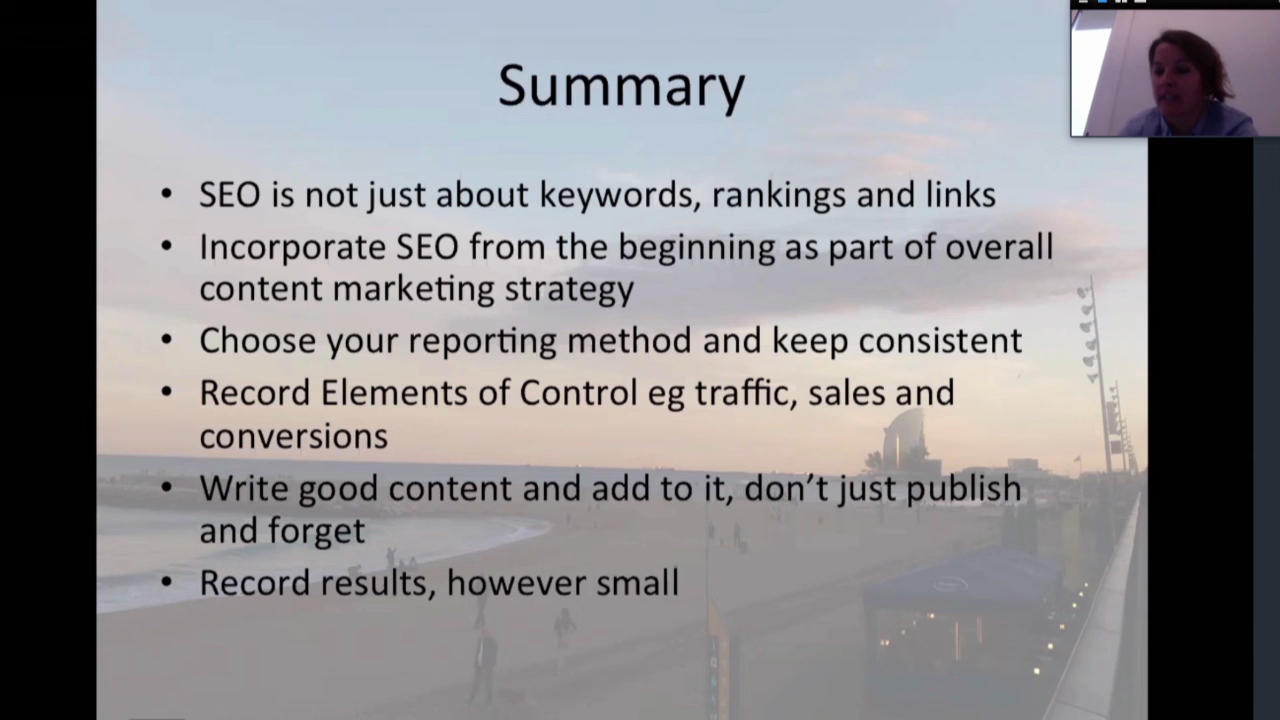 Summary
• SEO is not just about keywords, rankings and links
• Incorporate SEO from the beginning as part of overall
content marketing strategy
• Choose your reporting method and keep consistent
• Record Elements of Control eg traffic, sales and
conversions
• Write good content and add to it, don’t just publish
and forget
• Record results, however small